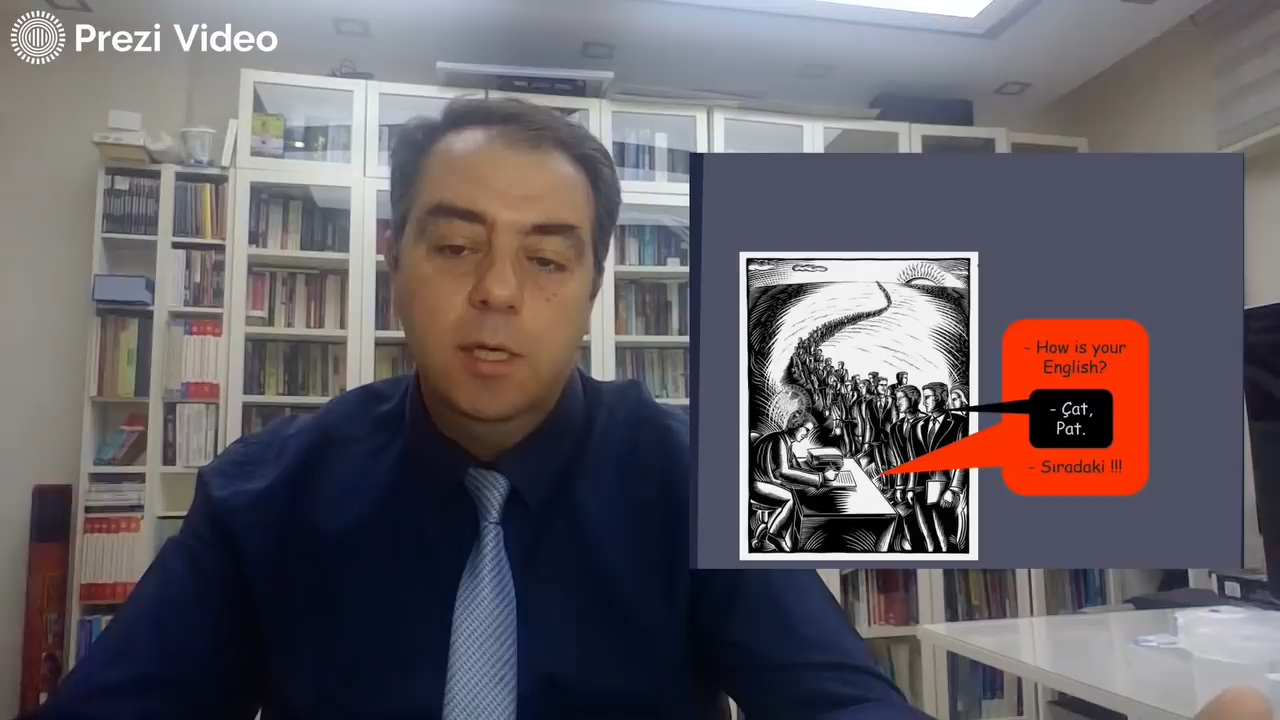 Prezi Video
- How is your
English?
- Çat,
Pat.
- Sıradaki !!!